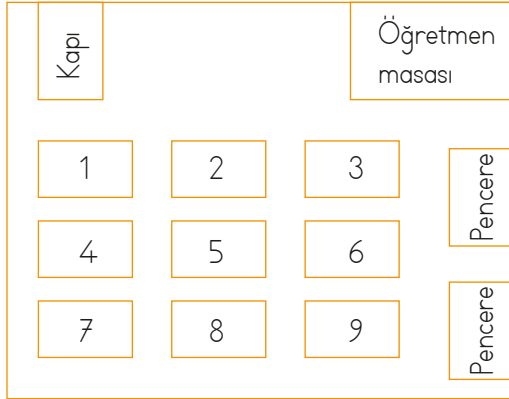 Kapı
Öğretmen
masası
1 2 3
Pencere
4 5 6
7 8 9
Pencere